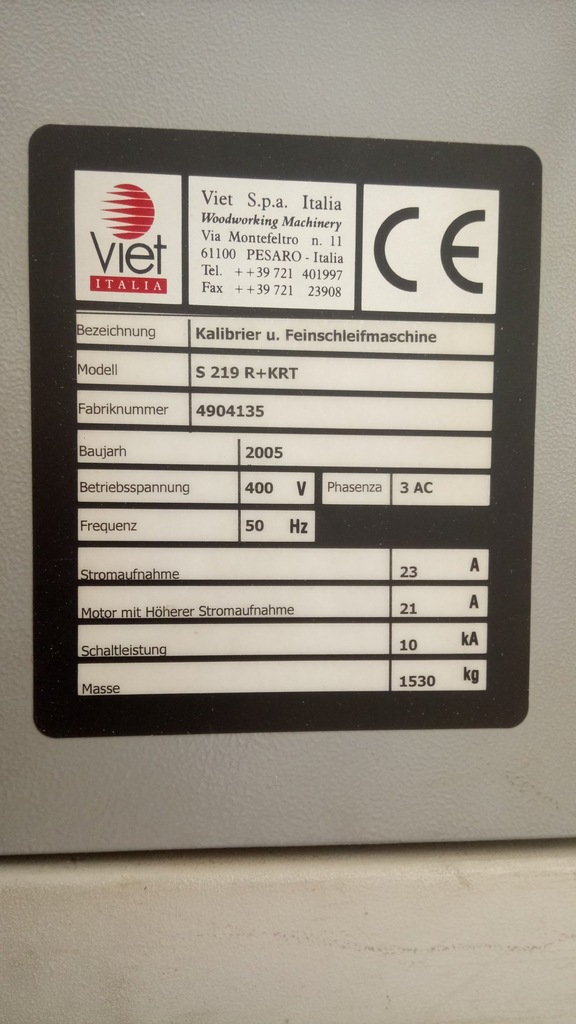 Viet
ITALIA
Viet S.p.a. Italia
Woodworking Machinery
Via Montefeltro n. 11
61100 PESARO - Italia
Tel. ++39 721 401997
Fax ++39 721 23908
CE
Bezeichnung Kalibrier u. Feinschleifmaschine
Modell S 219 R+KRT
Fabriknummer 4904135
Baujarh 2005
Betriebsspannung 400 V Phasenza 3 AC
Frequenz 50 Hz
Stromaufnahme 23 A
Motor mit Höherer Stromaufnahme 21 A
Schaltleistung 10 kA
Masse 1530 kg